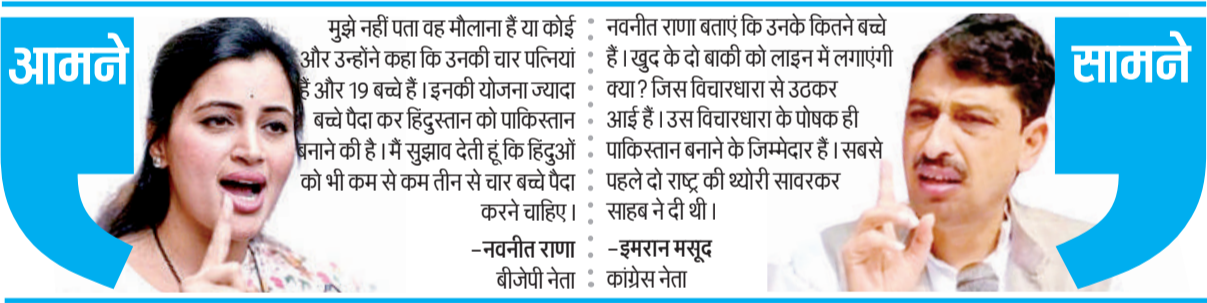 आमने
मुझे नहीं पता वह मौलाना हैं या कोई
और उन्होंने कहा कि उनकी चार पत्नियां
हैं और 19 बच्चे हैं । इनकी योजना ज्यादा
बच्चे पैदा कर हिंदुस्तान को पाकिस्तान
बनाने की है । मैं सुझाव देती हूं कि हिंदुओं
को भी कम से कम तीन से चार बच्चे पैदा
करने चाहिए ।
–नवनीत राणा
बीजेपी नेता
नवनीत राणा बताएं कि उनके कितने बच्चे
हैं । खुद के दो बाकी को लाइन में लगाएंगी
क्या ? जिस विचारधारा से उठकर
आई हैं । उस विचारधारा के पोषक ही
पाकिस्तान बनाने के जिम्मेदार हैं । सबसे
पहले दो राष्ट्र की थ्योरी सावरकर
साहब ने दी थी ।
–इमरान मसूद
कांग्रेस नेता
सामने